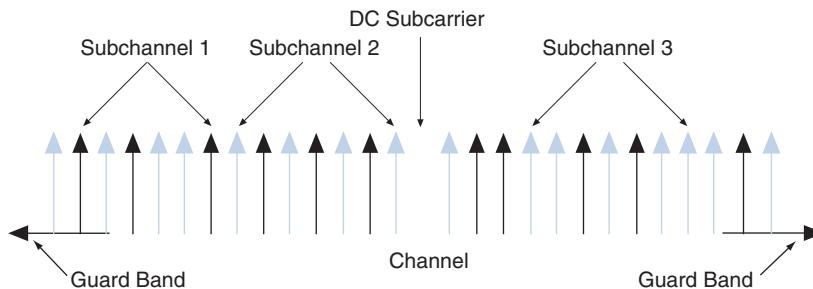 DC Subcarrier
Subchannel 1
Subchannel 2
Subchannel 3
Channel
Guard Band
Guard Band